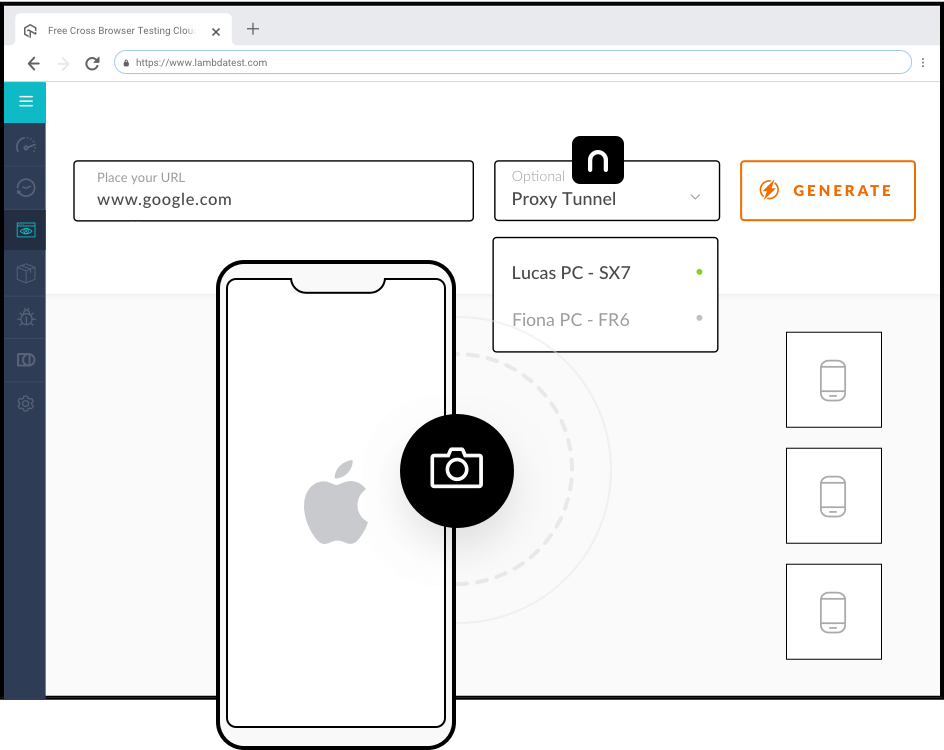 Free Cross Browser Testing Clou
https://www.lambdatest.com
Place your URL
www.google.com
Optional
Proxy Tunnel
GENERATE
Lucas PC - SX7
Fiona PC - FR6